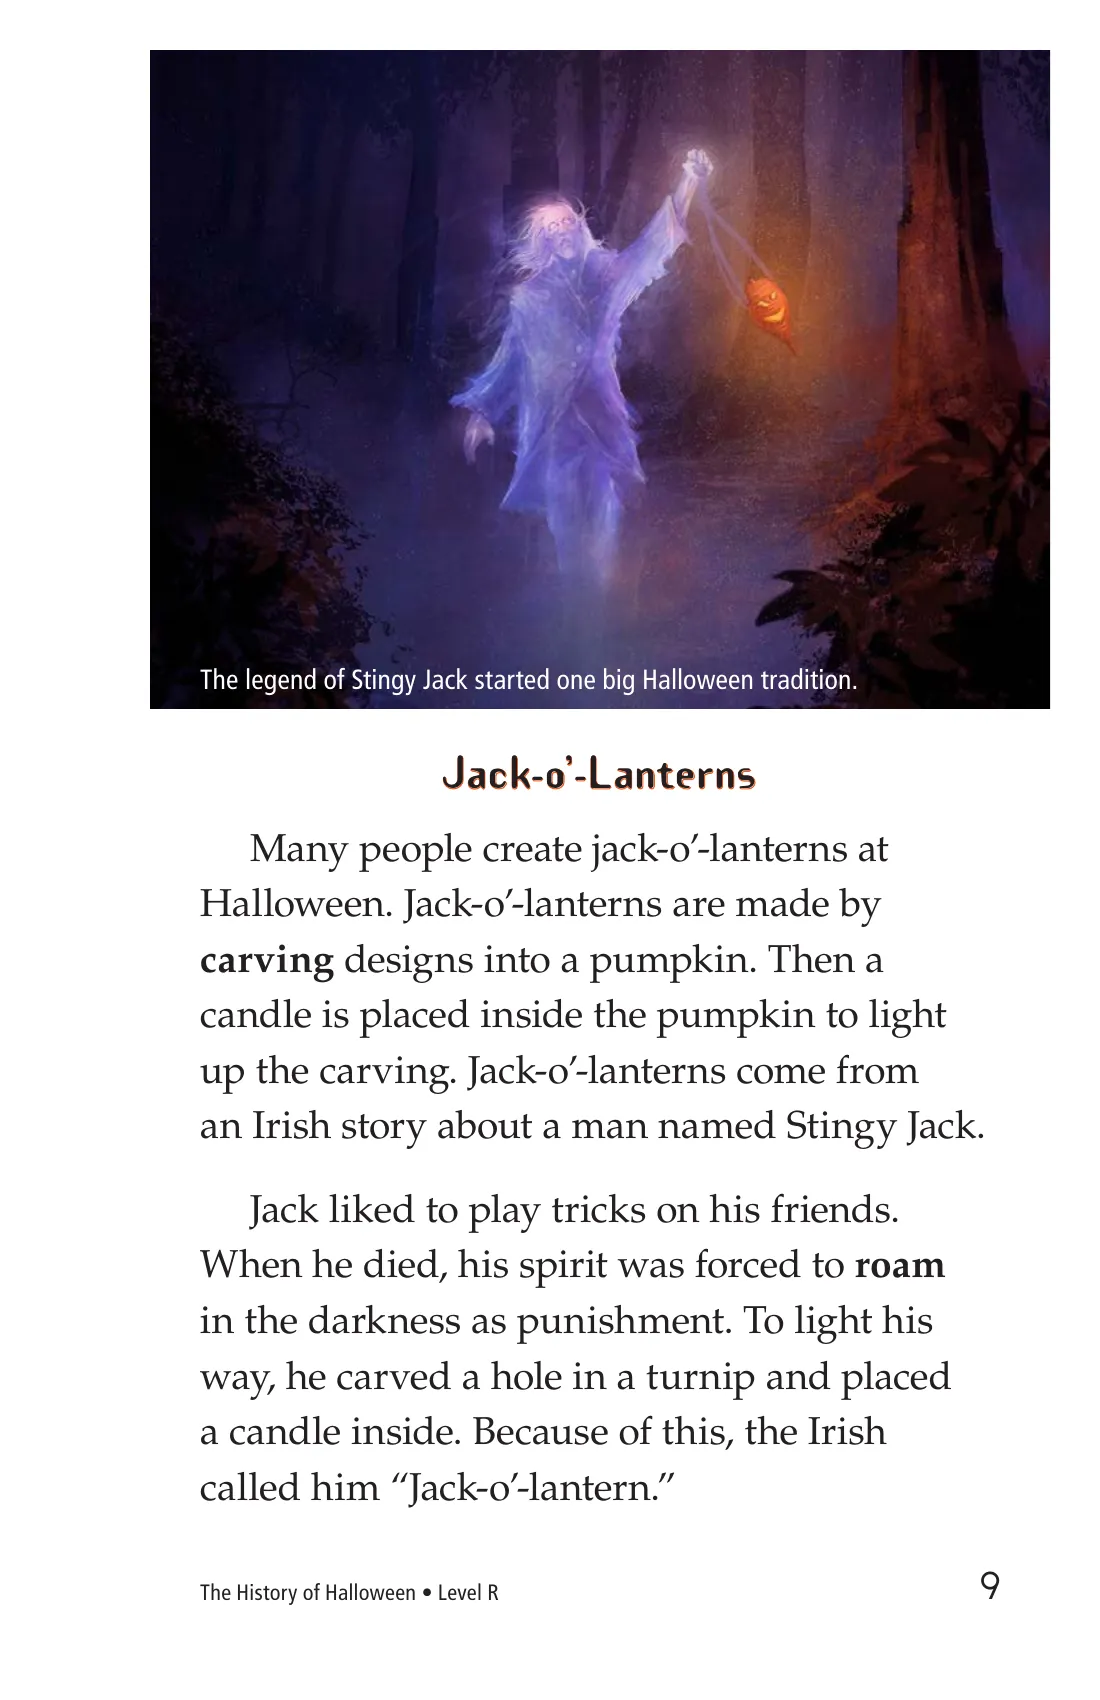 The legend of Stingy Jack started one big Halloween tradition.
Jack-o’-Lanterns
Many people create jack-o’-lanterns at
Halloween. Jack-o’-lanterns are made by
carving designs into a pumpkin. Then a
candle is placed inside the pumpkin to light
up the carving. Jack-o’-lanterns come from
an Irish story about a man named Stingy Jack.
Jack liked to play tricks on his friends.
When he died, his spirit was forced to roam
in the darkness as punishment. To light his
way, he carved a hole in a turnip and placed
a candle inside. Because of this, the Irish
called him “Jack-o’-lantern.”
The History of Halloween • Level R
9